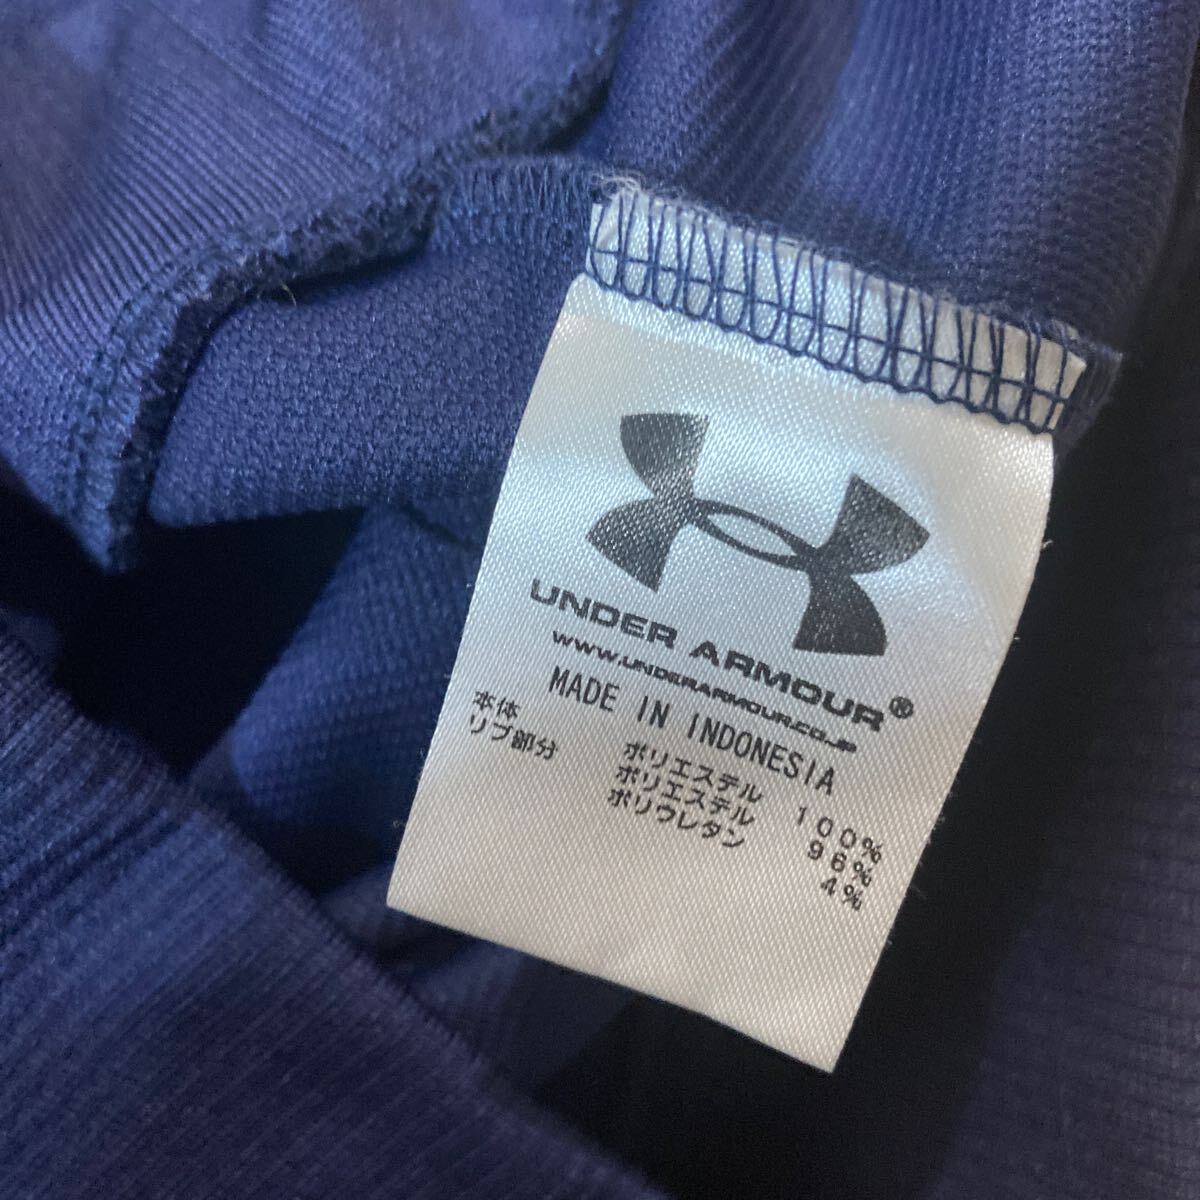 UNDER ARMOUR®
www.underarmour.co.jp
MADE IN INDONESIA
本体 ポリエステル 100%
リブ部分 ポリエステル 96%
ポリウレタン 4%